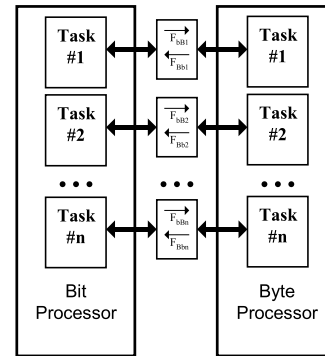 Task
#1
F_bB1
F_Bb1
Task
#1
Task
#2
F_bB2
F_Bb2
Task
#2
• • •
• • •
• • •
Task
#n
F_bBn
F_Bbn
Task
#n
Bit
Processor
Byte
Processor